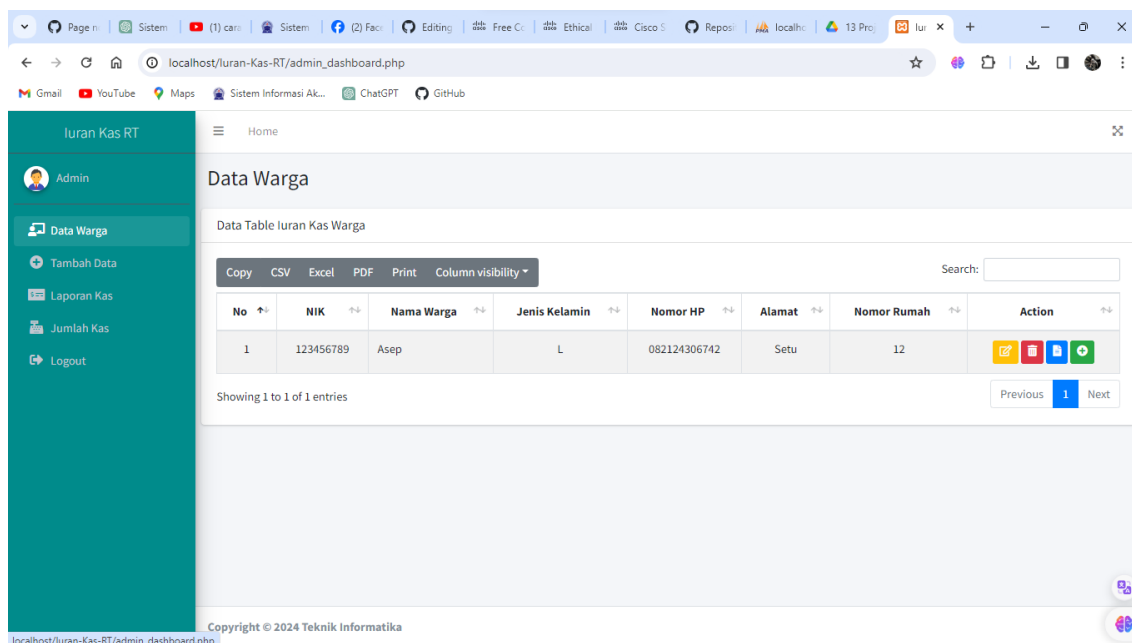 Page n
Sistem
(1) cara
Sistem
(2) Face
Editing
Free Co
Ethical
Cisco S
Reposi
localho
13 Proj
Iur
localhost/Iuran-Kas-RT/admin_dashboard.php
Gmail
YouTube
Maps
Sistem Informasi Ak...
ChatGPT
GitHub
Iuran Kas RT
Home
Admin
Data Warga
Data Warga
Tambah Data
Laporan Kas
Jumlah Kas
Logout
Data Table Iuran Kas Warga
Copy CSV Excel PDF Print Column visibility
Search:
No NIK Nama Warga Jenis Kelamin Nomor HP Alamat Nomor Rumah Action
1 123456789 Asep L 082124306742 Setu 12
Showing 1 to 1 of 1 entries
Previous 1 Next
Copyright © 2024 Teknik Informatika
localhost/Iuran-Kas-RT/admin_dashboard.php